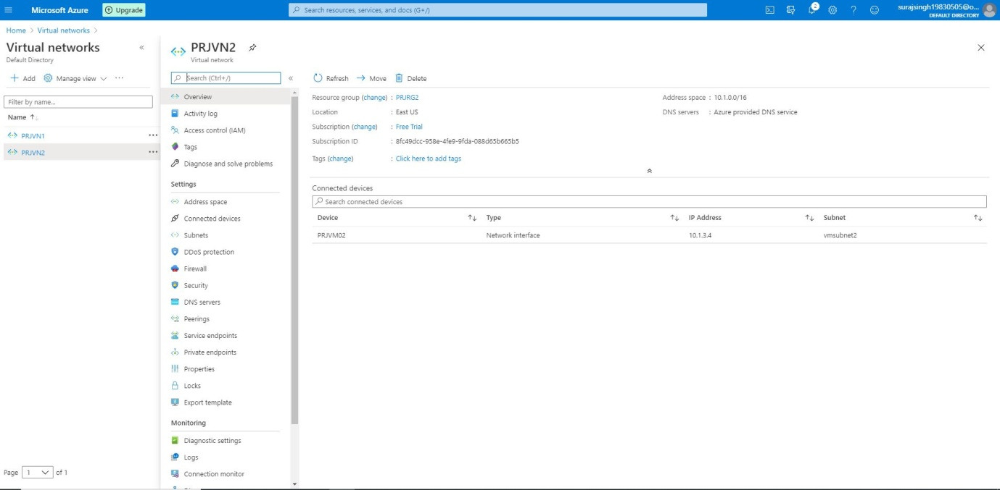 Microsoft Azure
Upgrade
Search resources, services, and docs (G+/)
2
surajsingh19830505@o...
DEFAULT DIRECTORY
Home > Virtual networks >
Virtual networks
Default Directory
Add
Manage view
Filter by name...
Name
PRJVN1
PRJVN2
Page 1 of 1
PRJVN2
Virtual network
Search (Ctrl+/)
Overview
Activity log
Access control (IAM)
Tags
Diagnose and solve problems
Settings
Address space
Connected devices
Subnets
DDoS protection
Firewall
Security
DNS servers
Peerings
Service endpoints
Private endpoints
Properties
Locks
Export template
Monitoring
Diagnostic settings
Logs
Connection monitor
Refresh Move Delete
Resource group (change) : PRJRG2
Location : East US
Subscription (change) : Free Trial
Subscription ID : 8fc49dcc-958e-4fe9-9fda-088d65b665b5
Tags (change) : Click here to add tags
Address space : 10.1.0.0/16
DNS servers : Azure provided DNS service
Connected devices
Search connected devices
Device Type IP Address Subnet
PRJVM02 Network interface 10.1.3.4 vmsubnet2